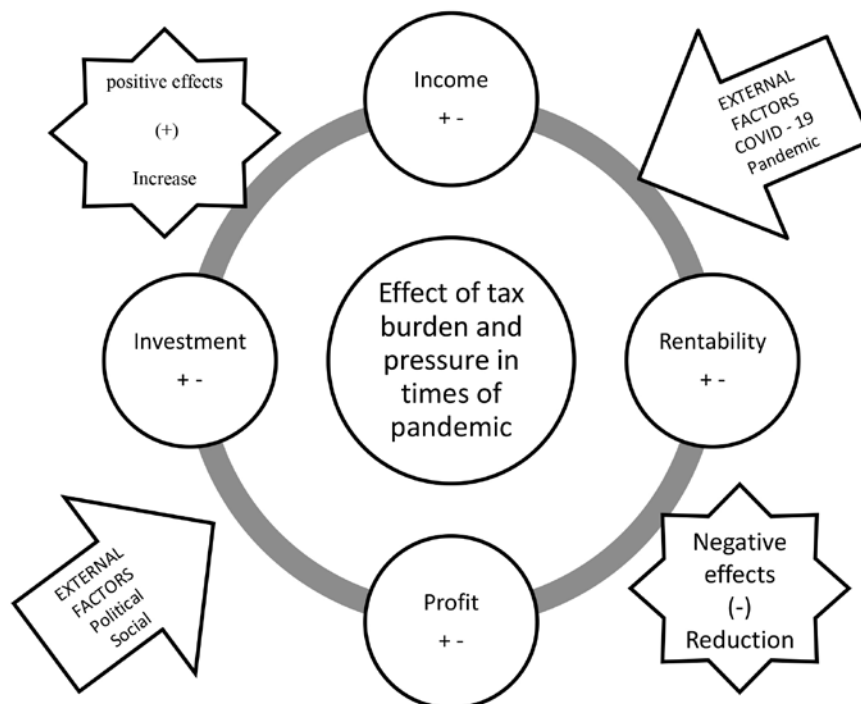 positive effects
(+)
Increase
Income
+ -
EXTERNAL
FACTORS
COVID - 19
Pandemic
Investment
+ -
Effect of tax
burden and
pressure in
times of
pandemic
Rentability
+ -
EXTERNAL
FACTORS
Political
Social
Profit
+ -
Negative
effects
(-)
Reduction